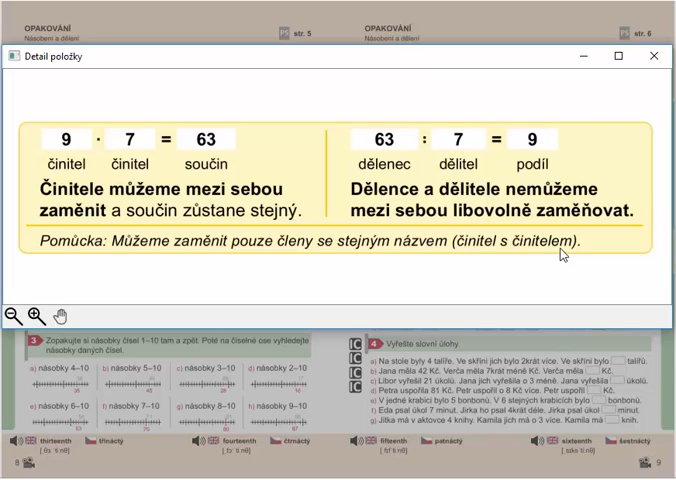 OPAKOVÁNÍ
Násobení a dělení
PS str. 5
OPAKOVÁNÍ
Násobení a dělení
PS str. 6
Detail položky
9 · 7 = 63
činitel činitel součin
Činitele můžeme mezi sebou
zaměnit a součin zůstane stejný.
63 : 7 = 9
dělenec dělitel podíl
Dělence a dělitele nemůžeme
mezi sebou libovolně zaměňovat.
Pomůcka: Můžeme zaměnit pouze členy se stejným názvem (činitel s činitelem).
3 Zopakujte si násobky čísel 1–10 tam a zpět. Poté na číselné ose vyhledejte
násobky daných čísel.
a) násobky 4–10 b) násobky 5–10 c) násobky 3–10 d) násobky 2–10
e) násobky 6–10 f) násobky 7–10 g) násobky 8–10 h) násobky 9–10
4 Vyřešte slovní úlohy.
a) Na stole byly 4 talíře. Ve skříni jich bylo 2krát více. Ve skříni bylo talířů.
b) Jana měla 42 Kč. Verča měla 7krát méně Kč. Verča měla Kč.
c) Libor vyřešil 21 úkolů. Jana jich vyřešila o 3 méně. Jana vyřešila úkolů.
d) Petra uspořila 81 Kč. Petr uspořil o 8 Kč více. Petr uspořil Kč.
e) V jedné krabici bylo 5 bonbonů. V 6 stejných krabicích bylo bonbonů.
f) Eda psal úkol 7 minut. Jirka ho psal 4krát déle. Jirka psal úkol minut.
g) Jitka má v aktovce 4 knihy. Kamila jich má o 3 více. Kamila má knih.
thirteenth třináctý
fourteenth čtrnáctý
fifteenth patnáctý
sixteenth šestnáctý
8
9